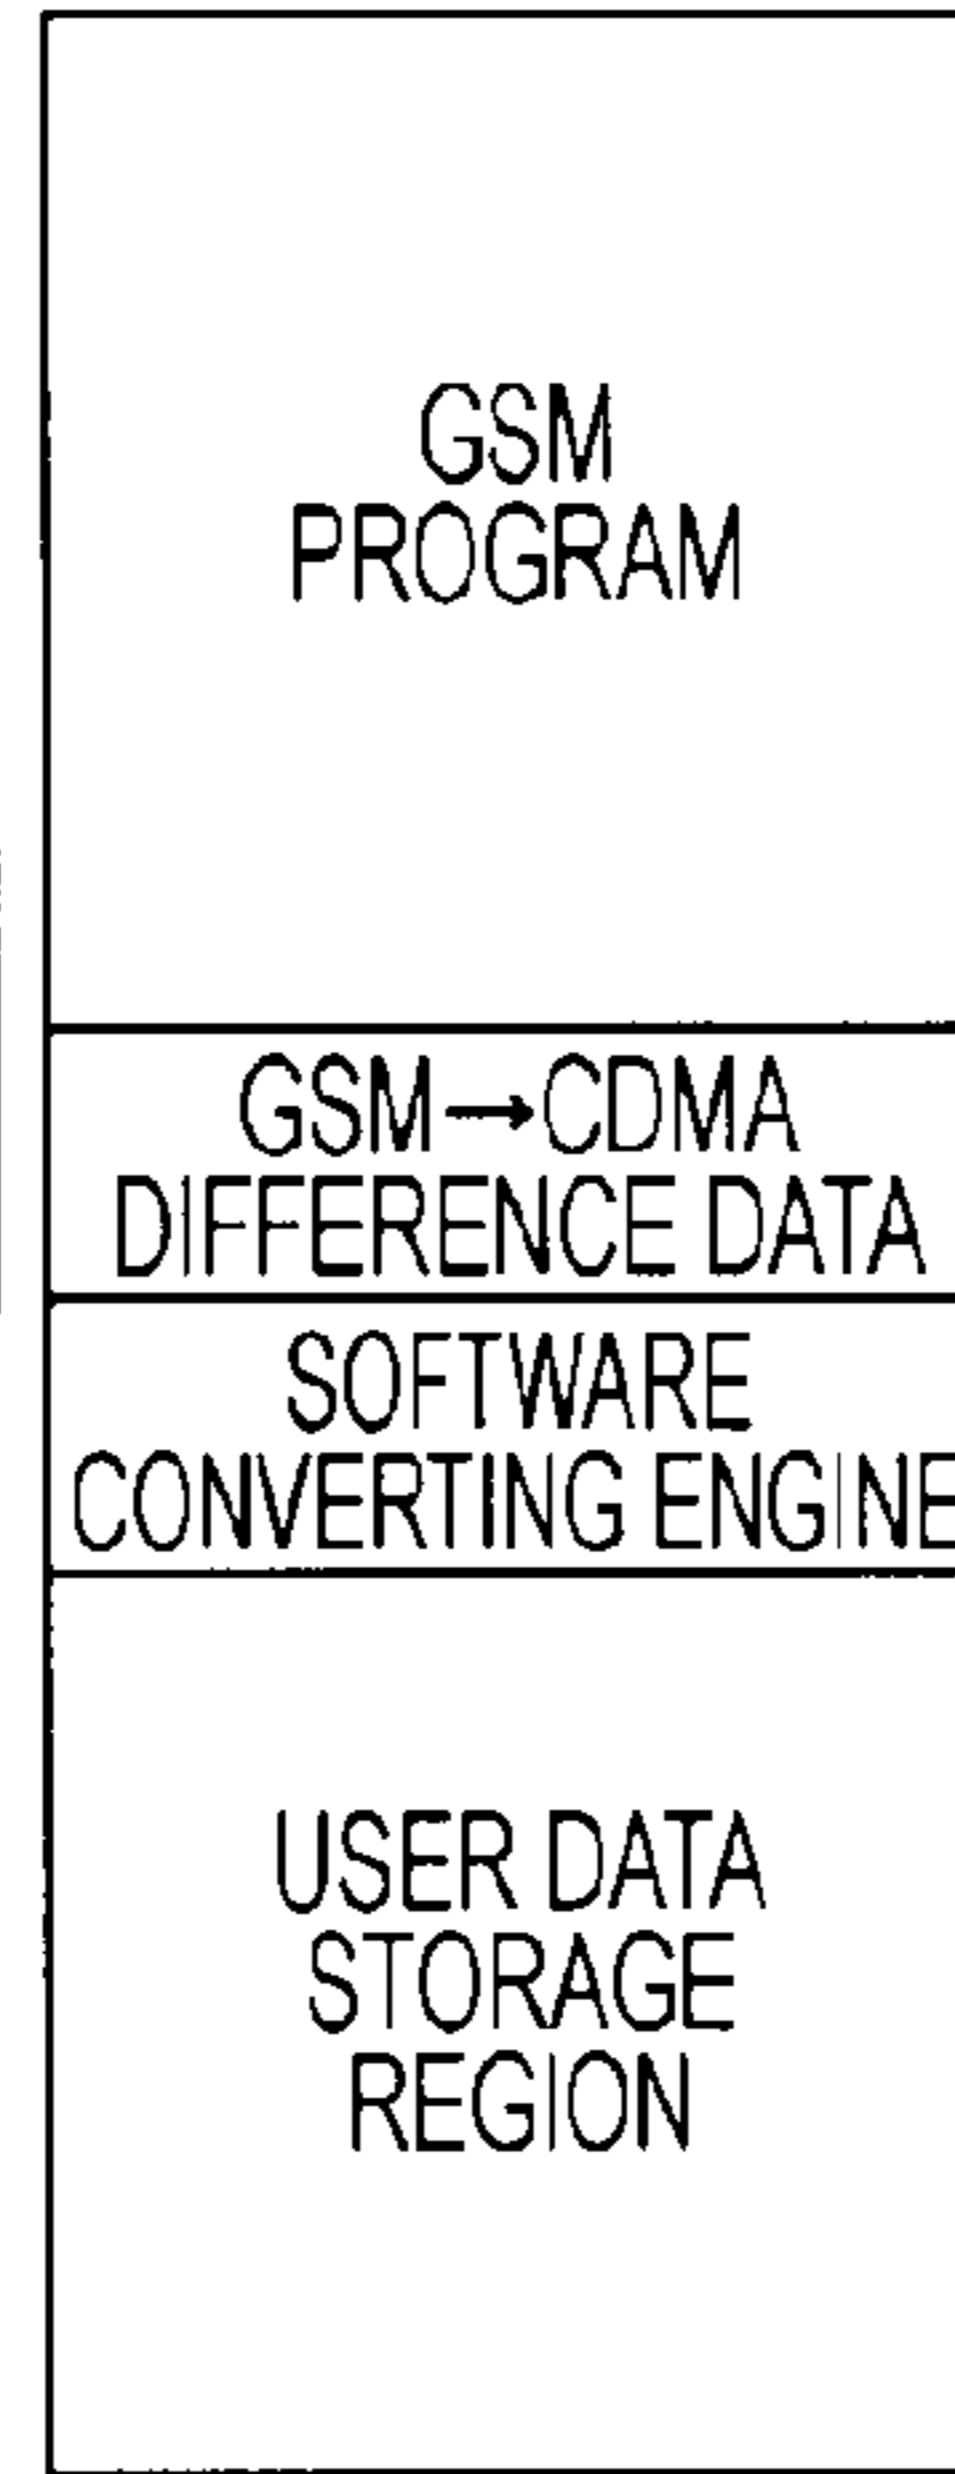 GSM
PROGRAM
GSM→CDMA
DIFFERENCE DATA
SOFTWARE
CONVERTING ENGINE
USER DATA
STORAGE
REGION